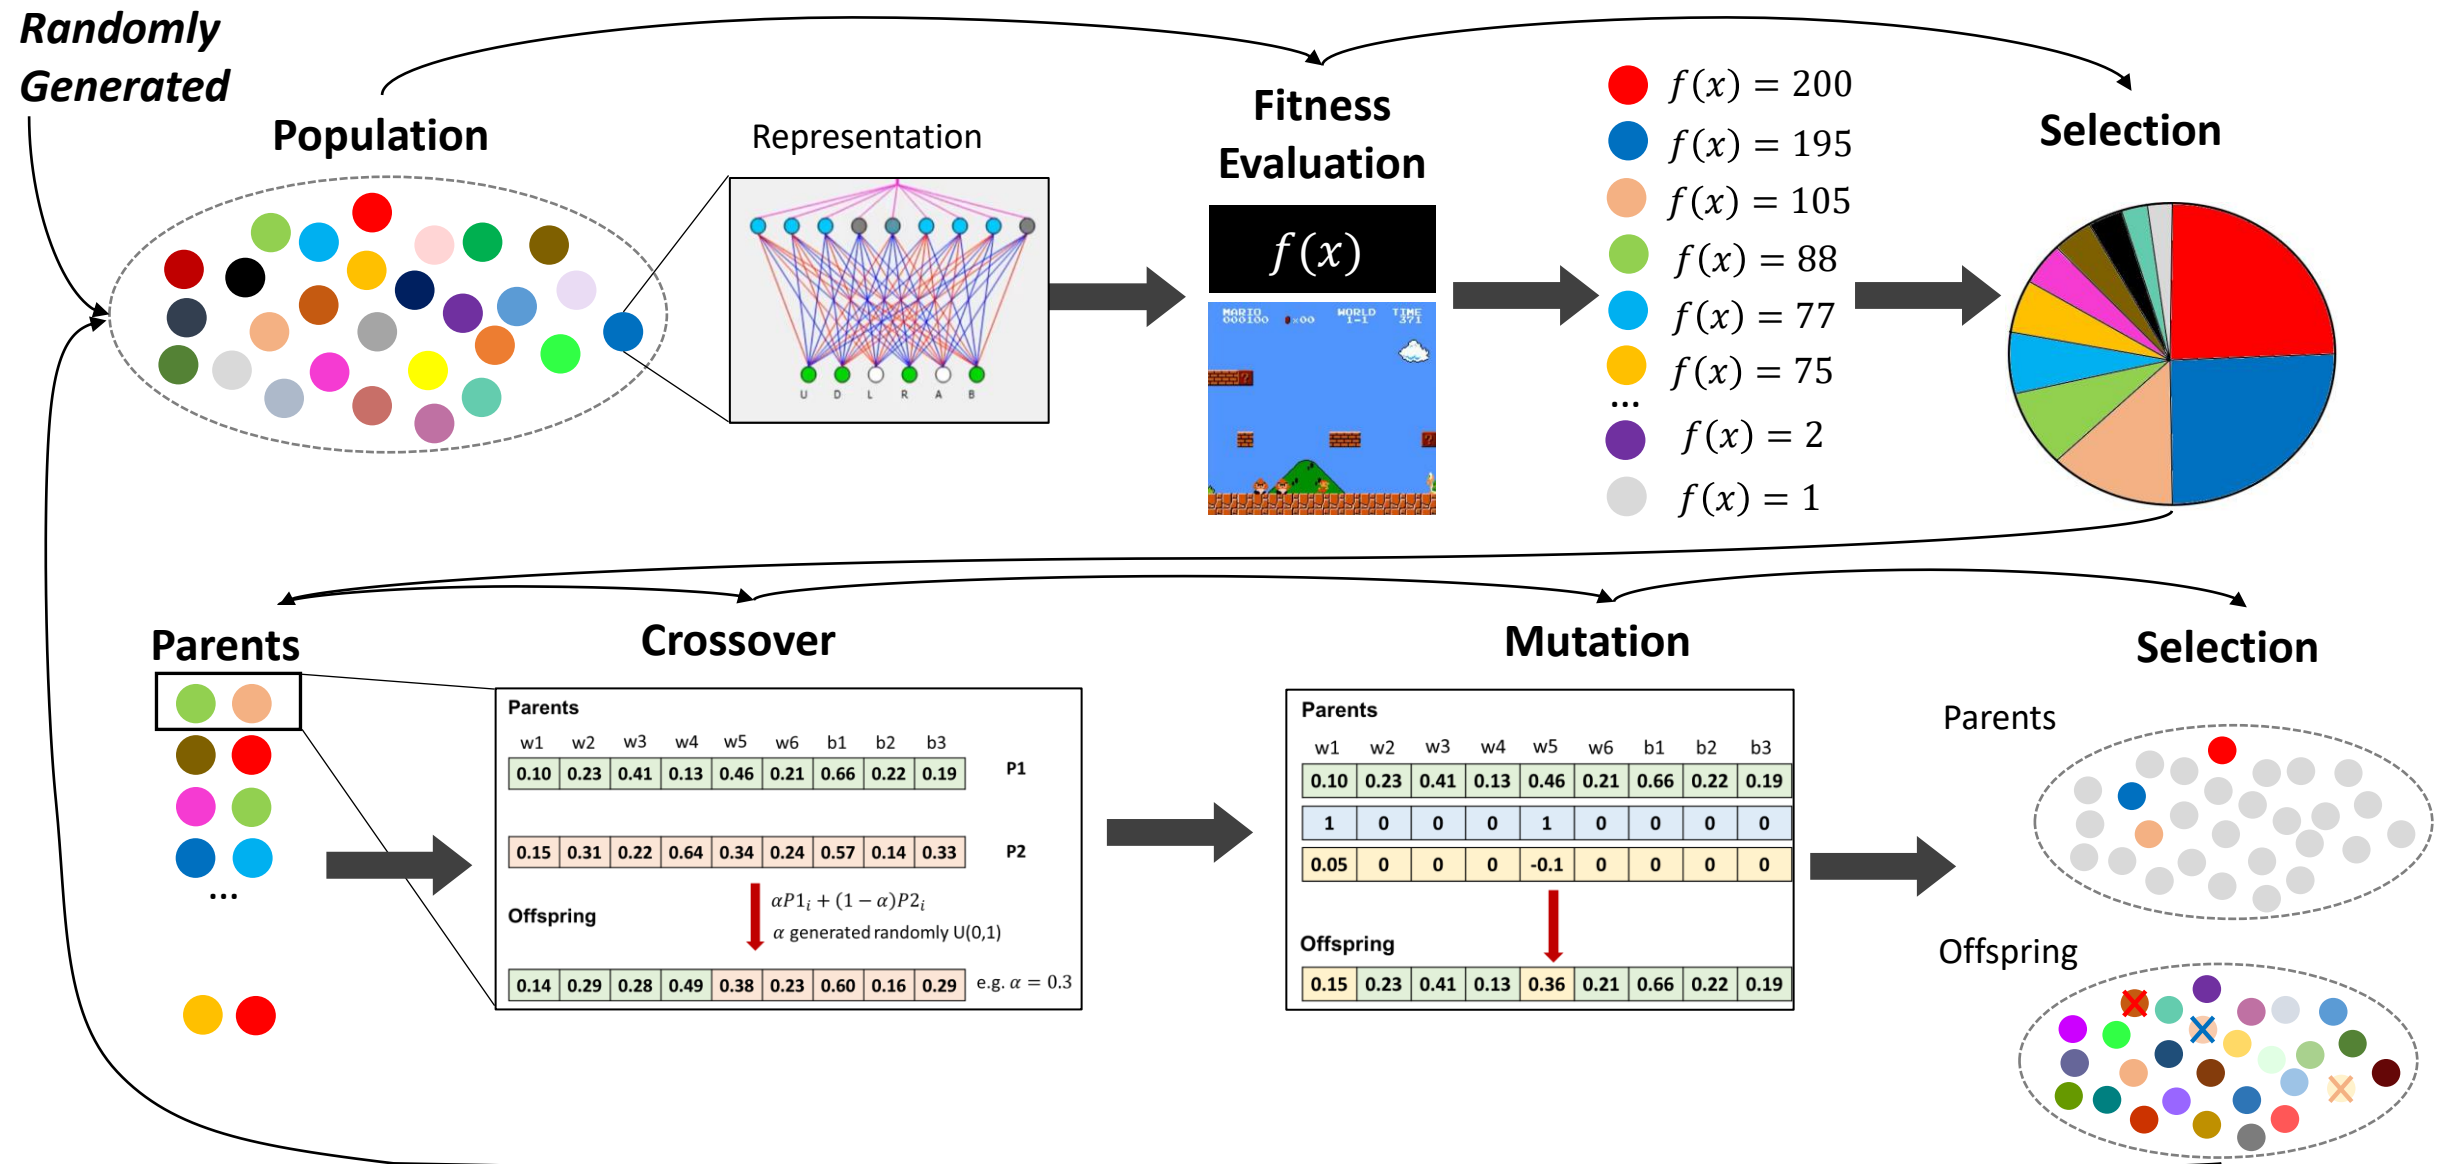 Randomly
Generated
Population
Representation
U D L R A B
Fitness
Evaluation
f(x)
MARIO WORLD TIME
000100 ×00 1-1 371
f(x) = 200
f(x) = 195
f(x) = 105
f(x) = 88
f(x) = 77
f(x) = 75
...
f(x) = 2
f(x) = 1
Selection
Parents
...
Crossover
Parents
w1 w2 w3 w4 w5 w6 b1 b2 b3
0.10 0.23 0.41 0.13 0.46 0.21 0.66 0.22 0.19 P1
0.15 0.31 0.22 0.64 0.34 0.24 0.57 0.14 0.33 P2
αP1ᵢ + (1 − α)P2ᵢ
α generated randomly U(0,1)
Offspring
0.14 0.29 0.28 0.49 0.38 0.23 0.60 0.16 0.29 e.g. α = 0.3
Mutation
Parents
w1 w2 w3 w4 w5 w6 b1 b2 b3
0.10 0.23 0.41 0.13 0.46 0.21 0.66 0.22 0.19
1 0 0 0 1 0 0 0 0
0.05 0 0 0 -0.1 0 0 0 0
Offspring
0.15 0.23 0.41 0.13 0.36 0.21 0.66 0.22 0.19
Selection
Parents
Offspring